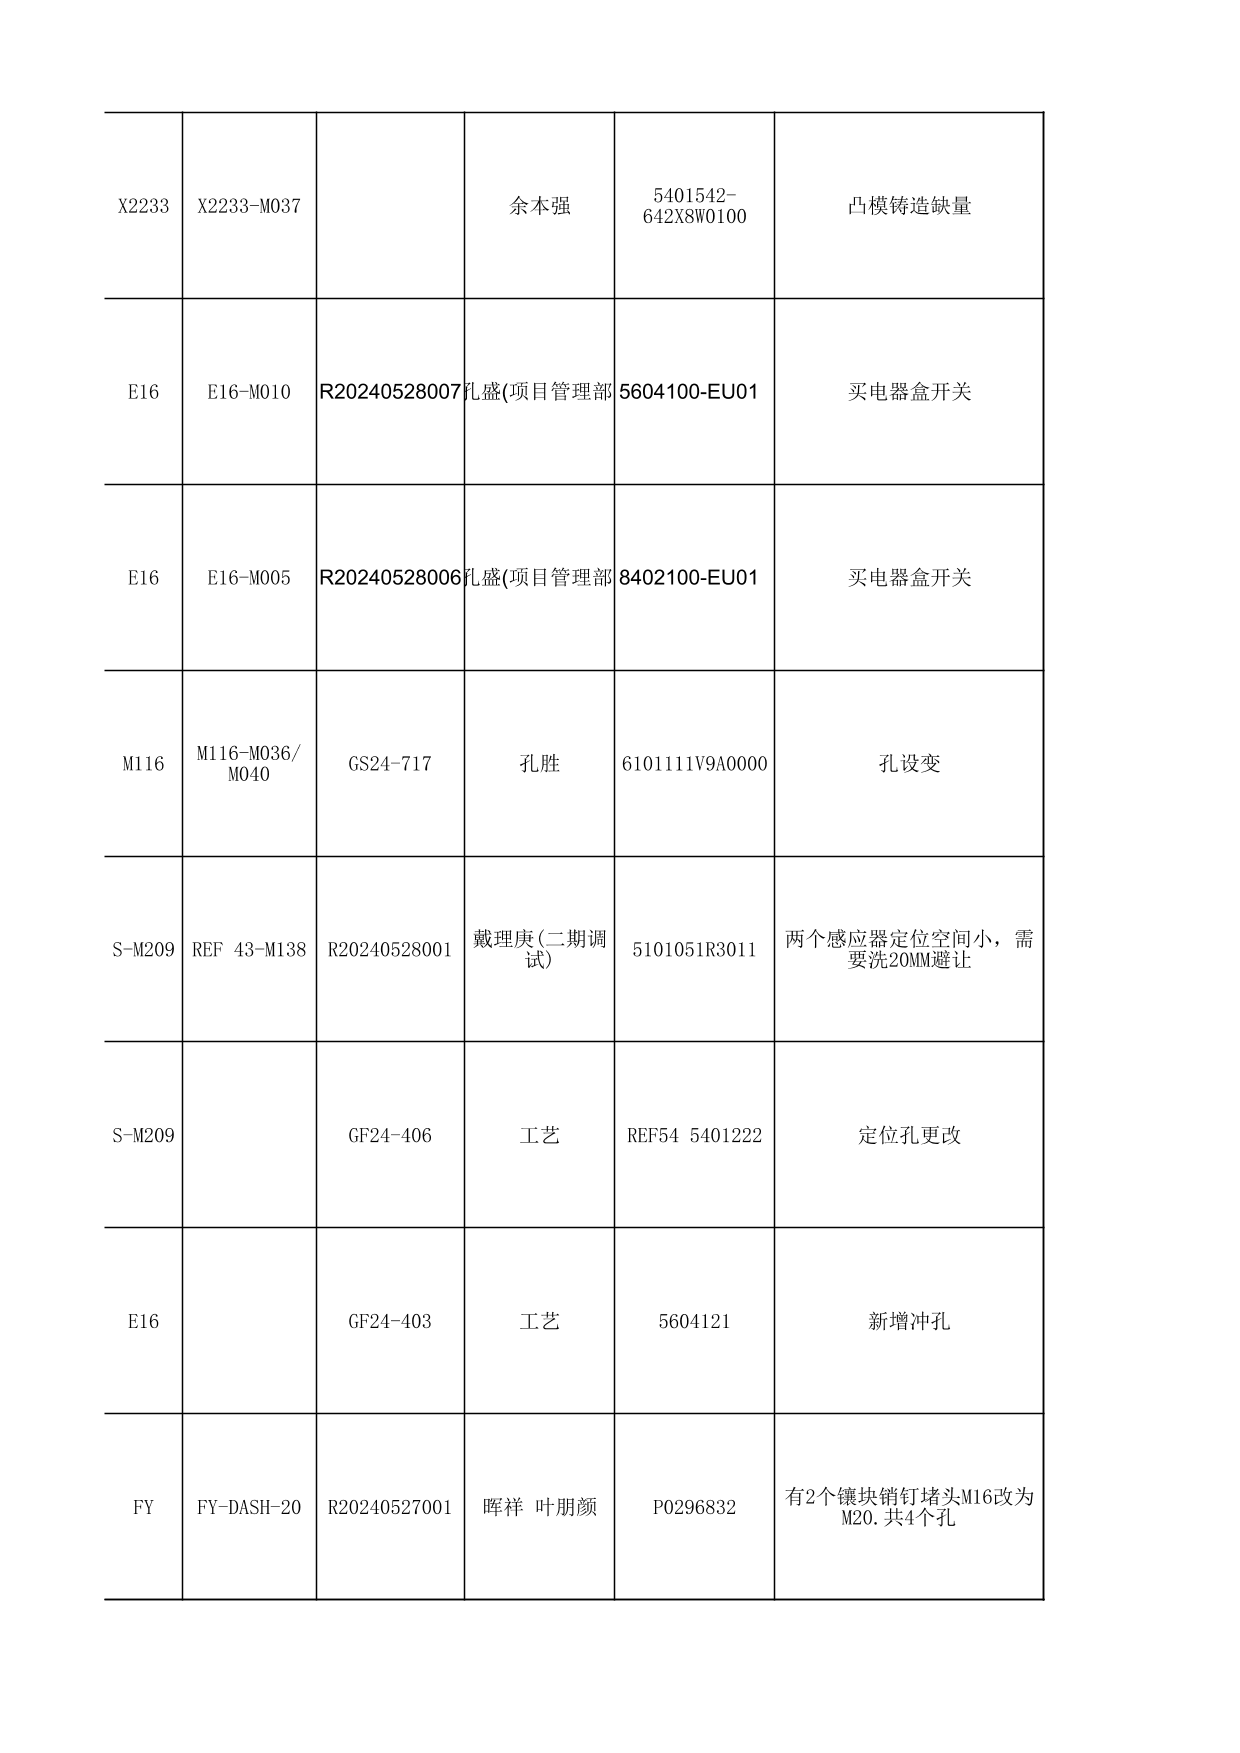 X2233 X2233-M037 余本强 5401542-
642X8W0100 凸模铸造缺量
E16 E16-M010 R20240528007 孔盛(项目管理部 5604100-EU01 买电器盒开关
E16 E16-M005 R20240528006 孔盛(项目管理部 8402100-EU01 买电器盒开关
M116 M116-M036/
M040 GS24-717 孔胜 6101111V9A0000 孔设变
S-M209 REF 43-M138 R20240528001 戴理庚(二期调
试) 5101051R3011 两个感应器定位空间小，需
要洗20MM避让
S-M209 GF24-406 工艺 REF54 5401222 定位孔更改
E16 GF24-403 工艺 5604121 新增冲孔
FY FY-DASH-20 R20240527001 晖祥 叶朋颜 P0296832 有2个镶块销钉堵头M16改为
M20.共4个孔